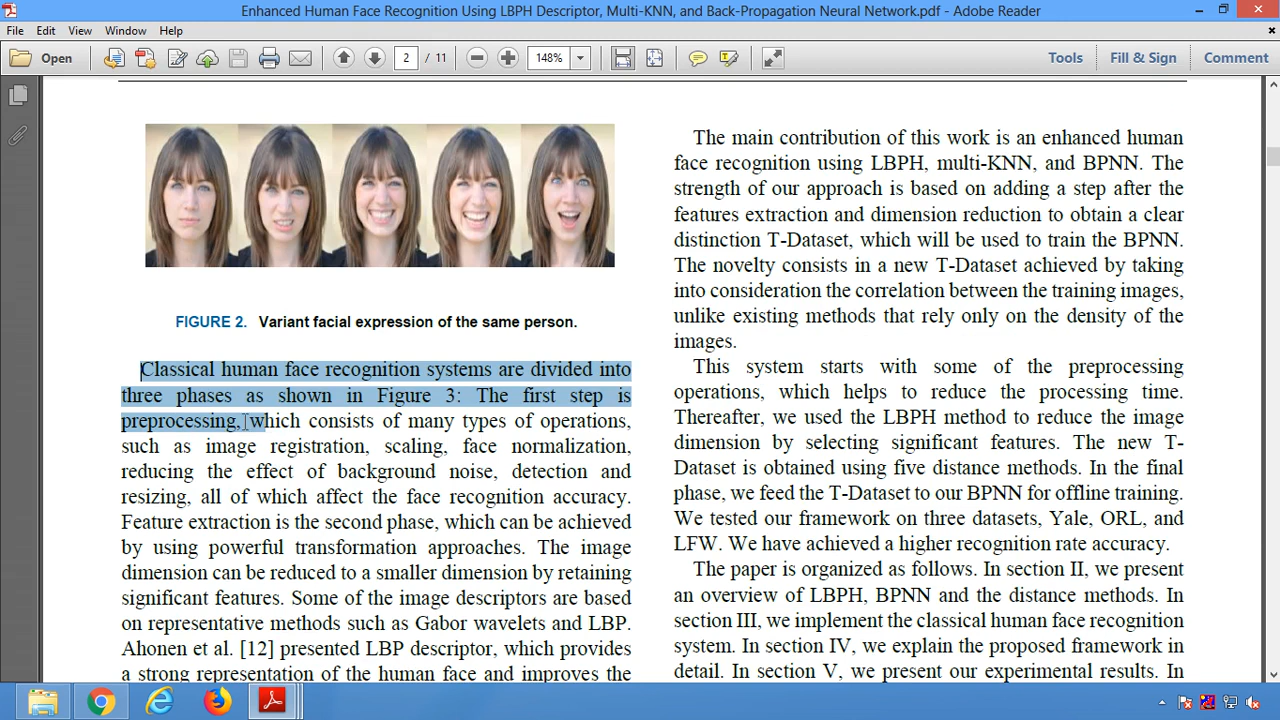 Enhanced Human Face Recognition Using LBPH Descriptor, Multi-KNN, and Back-Propagation Neural Network.pdf - Adobe Reader
File Edit View Window Help
Open 2 / 11 148% Tools Fill & Sign Comment
FIGURE 2. Variant facial expression of the same person.
Classical human face recognition systems are divided into
three phases as shown in Figure 3: The first step is
preprocessing, which consists of many types of operations,
such as image registration, scaling, face normalization,
reducing the effect of background noise, detection and
resizing, all of which affect the face recognition accuracy.
Feature extraction is the second phase, which can be achieved
by using powerful transformation approaches. The image
dimension can be reduced to a smaller dimension by retaining
significant features. Some of the image descriptors are based
on representative methods such as Gabor wavelets and LBP.
Ahonen et al. [12] presented LBP descriptor, which provides
a strong representation of the human face and improves the
The main contribution of this work is an enhanced human
face recognition using LBPH, multi-KNN, and BPNN. The
strength of our approach is based on adding a step after the
features extraction and dimension reduction to obtain a clear
distinction T-Dataset, which will be used to train the BPNN.
The novelty consists in a new T-Dataset achieved by taking
into consideration the correlation between the training images,
unlike existing methods that rely only on the density of the
images.
This system starts with some of the preprocessing
operations, which helps to reduce the processing time.
Thereafter, we used the LBPH method to reduce the image
dimension by selecting significant features. The new T-
Dataset is obtained using five distance methods. In the final
phase, we feed the T-Dataset to our BPNN for offline training.
We tested our framework on three datasets, Yale, ORL, and
LFW. We have achieved a higher recognition rate accuracy.
The paper is organized as follows. In section II, we present
an overview of LBPH, BPNN and the distance methods. In
section III, we implement the classical human face recognition
system. In section IV, we explain the proposed framework in
detail. In section V, we present our experimental results. In